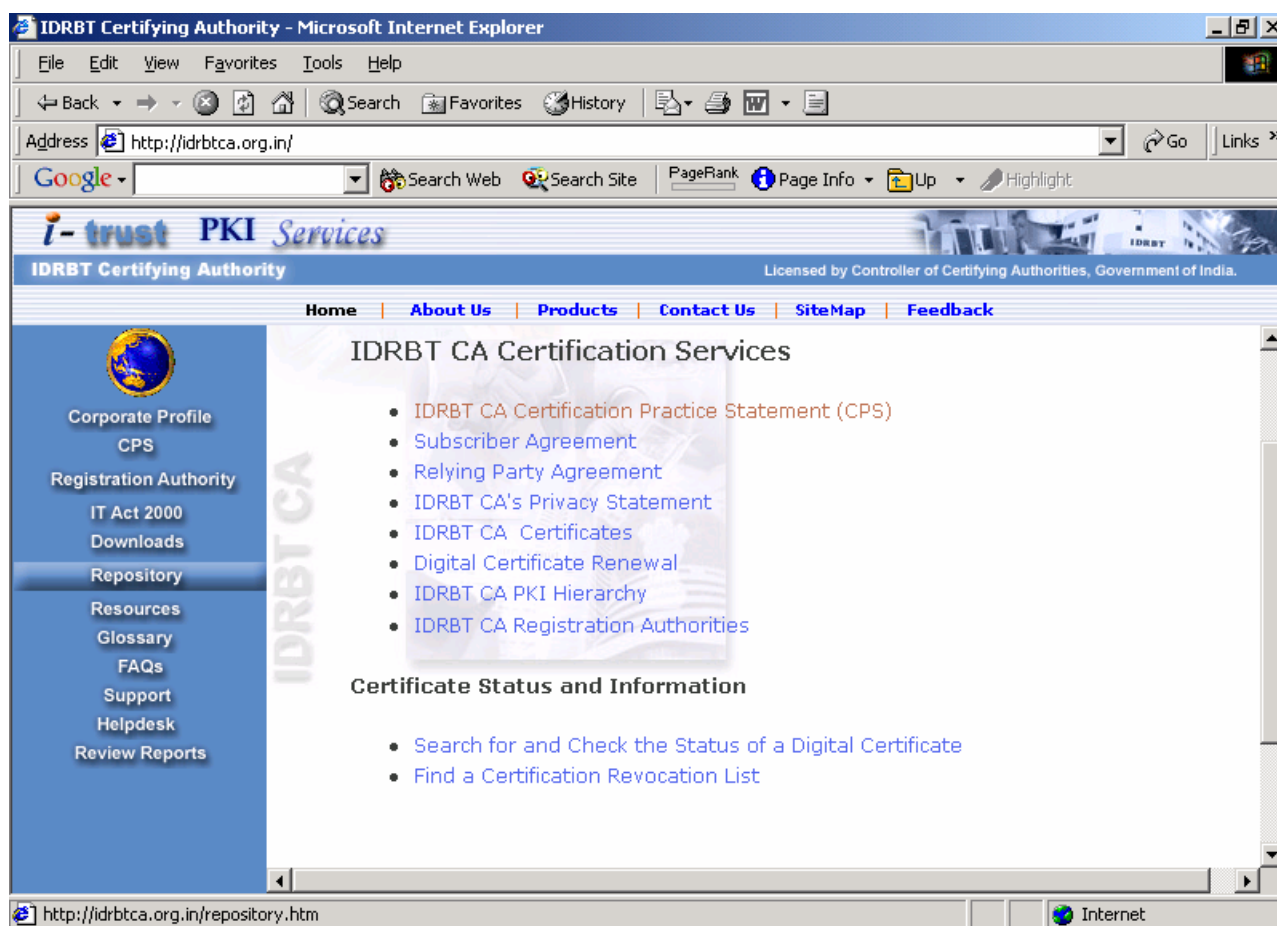 IDRBT Certifying Authority - Microsoft Internet Explorer
File Edit View Favorites Tools Help
Back Search Favorites History
Address http://idrbtca.org.in/ Go Links »
Google Search Web Search Site PageRank Page Info Up Highlight
i-trust PKI Services
IDRBT
IDRBT Certifying Authority Licensed by Controller of Certifying Authorities, Government of India.
Home | About Us | Products | Contact Us | SiteMap | Feedback
Corporate Profile
CPS
Registration Authority
IT Act 2000
Downloads
Repository
Resources
Glossary
FAQs
Support
Helpdesk
Review Reports
IDRBT CA
IDRBT CA Certification Services
• IDRBT CA Certification Practice Statement (CPS)
• Subscriber Agreement
• Relying Party Agreement
• IDRBT CA's Privacy Statement
• IDRBT CA Certificates
• Digital Certificate Renewal
• IDRBT CA PKI Hierarchy
• IDRBT CA Registration Authorities
Certificate Status and Information
• Search for and Check the Status of a Digital Certificate
• Find a Certification Revocation List
http://idrbtca.org.in/repository.htm Internet